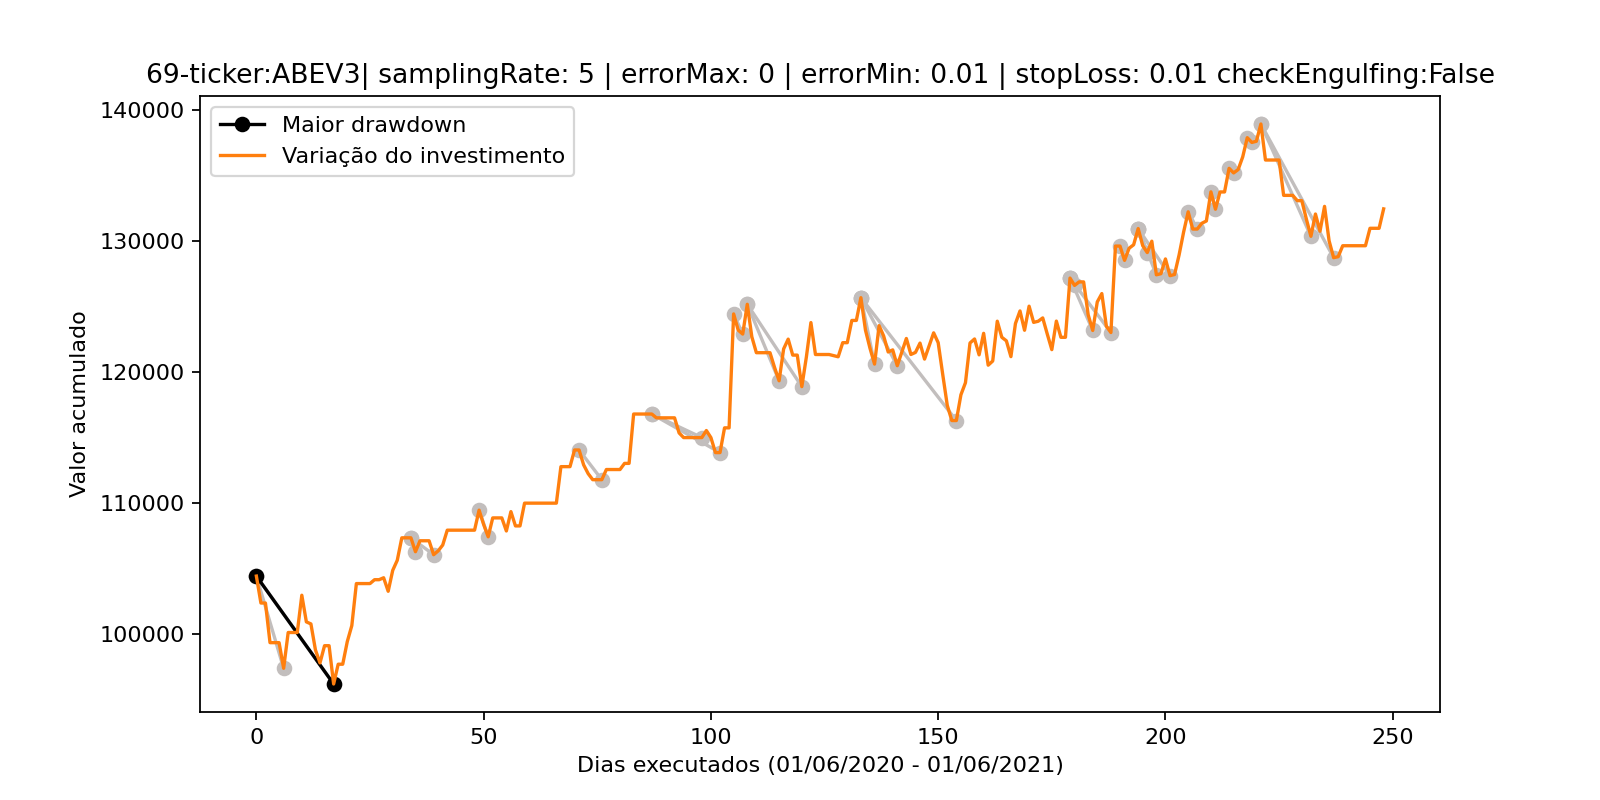 69-ticker:ABEV3| samplingRate: 5 | errorMax: 0 | errorMin: 0.01 | stopLoss: 0.01 checkEngulfing:False
Maior drawdown
Variação do investimento
140000
130000
120000
110000
100000
Valor acumulado
0
50
100
150
200
250
Dias executados (01/06/2020 - 01/06/2021)